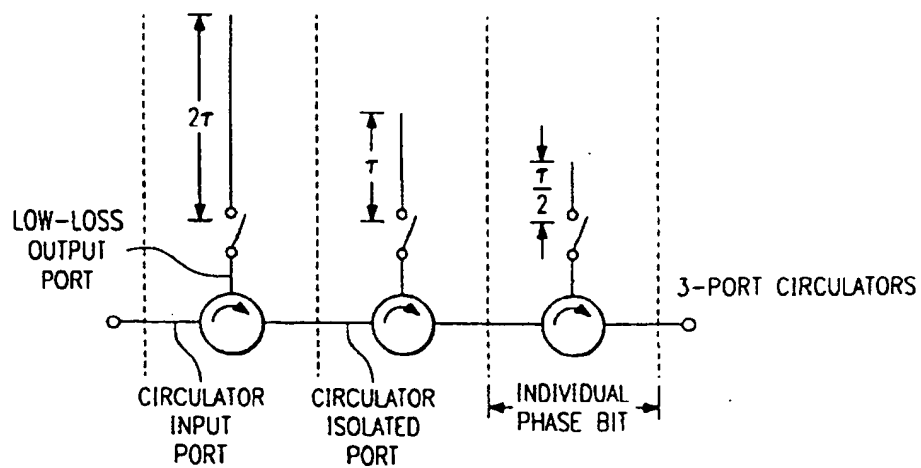 2τ
τ
τ
2
LOW-LOSS
OUTPUT
PORT
3-PORT CIRCULATORS
CIRCULATOR
INPUT
PORT
CIRCULATOR
ISOLATED
PORT
INDIVIDUAL
PHASE BIT